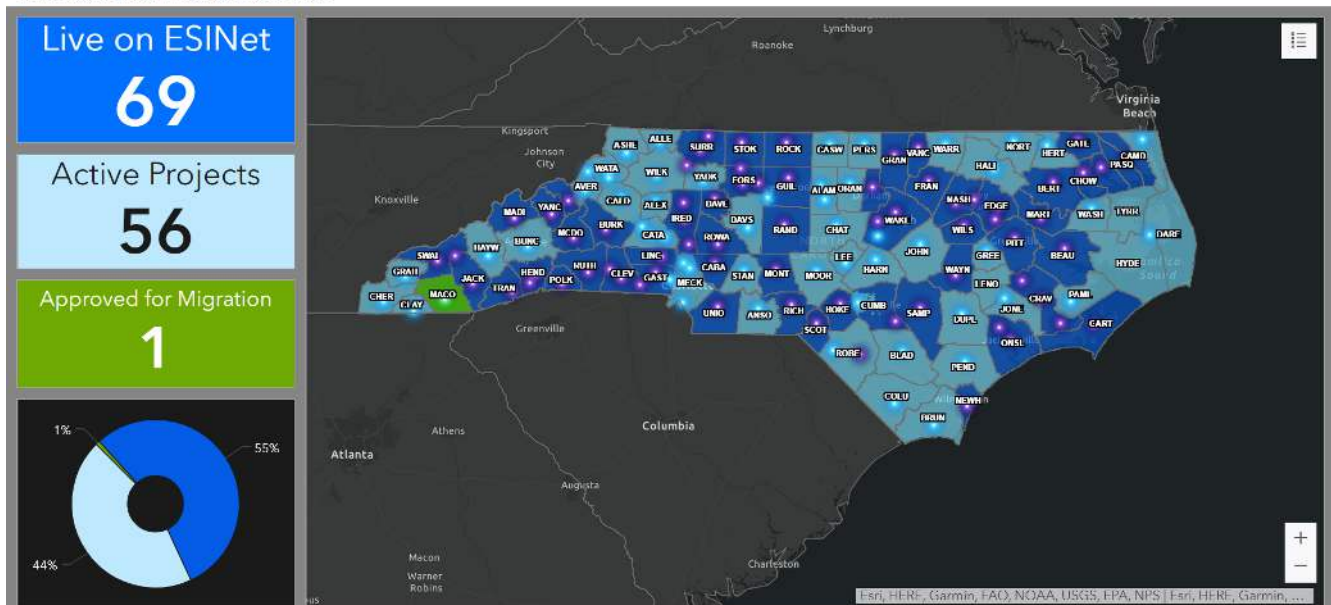 Live on ESINet
69
Active Projects
56
Approved for Migration
1
1%
55%
44%
Lynchburg
Roanoke
Virginia
Beach
Kingsport
Johnson
City
Knoxville
ASHE
ALLE
SURR
STOK
ROCK
CASW
PERS
GRAN
VANC
WARR
NORT
HERT
GATE
CAMD
PASQ
CHOW
HALI
WATA
WILK
YADK
FORS
GUIL
ALAM
ORAN
FRAN
BERT
AVER
CALD
ALEX
IRED
DAVS
NASH
EDGE
MART
WASH
MADI
YANC
BURK
CATA
ROWA
RAND
CHAT
WAKE
WILS
PITT
BEAU
HYDE
DARE
HAYW
BUNC
MCDO
LINC
LEE
JOHN
GREE
SWAI
GRAH
JACK
HEND
RUTH
CLEV
GAST
MECK
CABA
STAN
MONT
MOOR
HARN
WAYN
LENO
CRAV
PAMI
CHER
CLAY
MACO
TRAN
POLK
UNIO
ANSO
RICH
HOKE
CUMB
SAMP
DUPL
CART
SCOT
ONSL
ROBE
BLAD
PEND
COLU
NEWH
BRUN
Greenville
Columbia
Athens
Atlanta
Augusta
Macon
Warner
Robins
Charleston
+
−
Esri, HERE, Garmin, FAO, NOAA, USGS, EPA, NPS | Esri, HERE, Garmin, ...